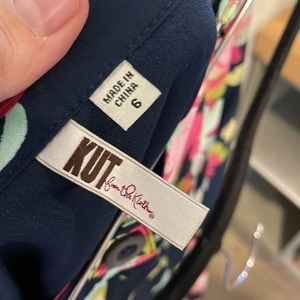 MADE IN
CHINA
6
KUT from the Kloth